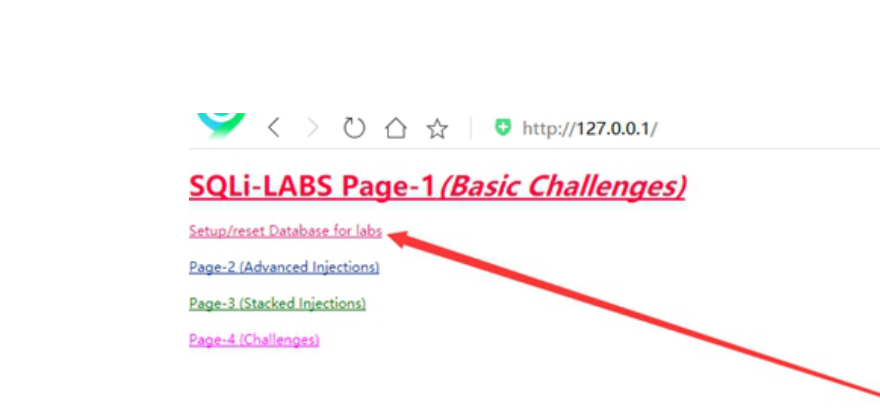 http://127.0.0.1/
SQLi-LABS Page-1(Basic Challenges)
Setup/reset Database for labs
Page-2 (Advanced Injections)
Page-3 (Stacked Injections)
Page-4 (Challenges)